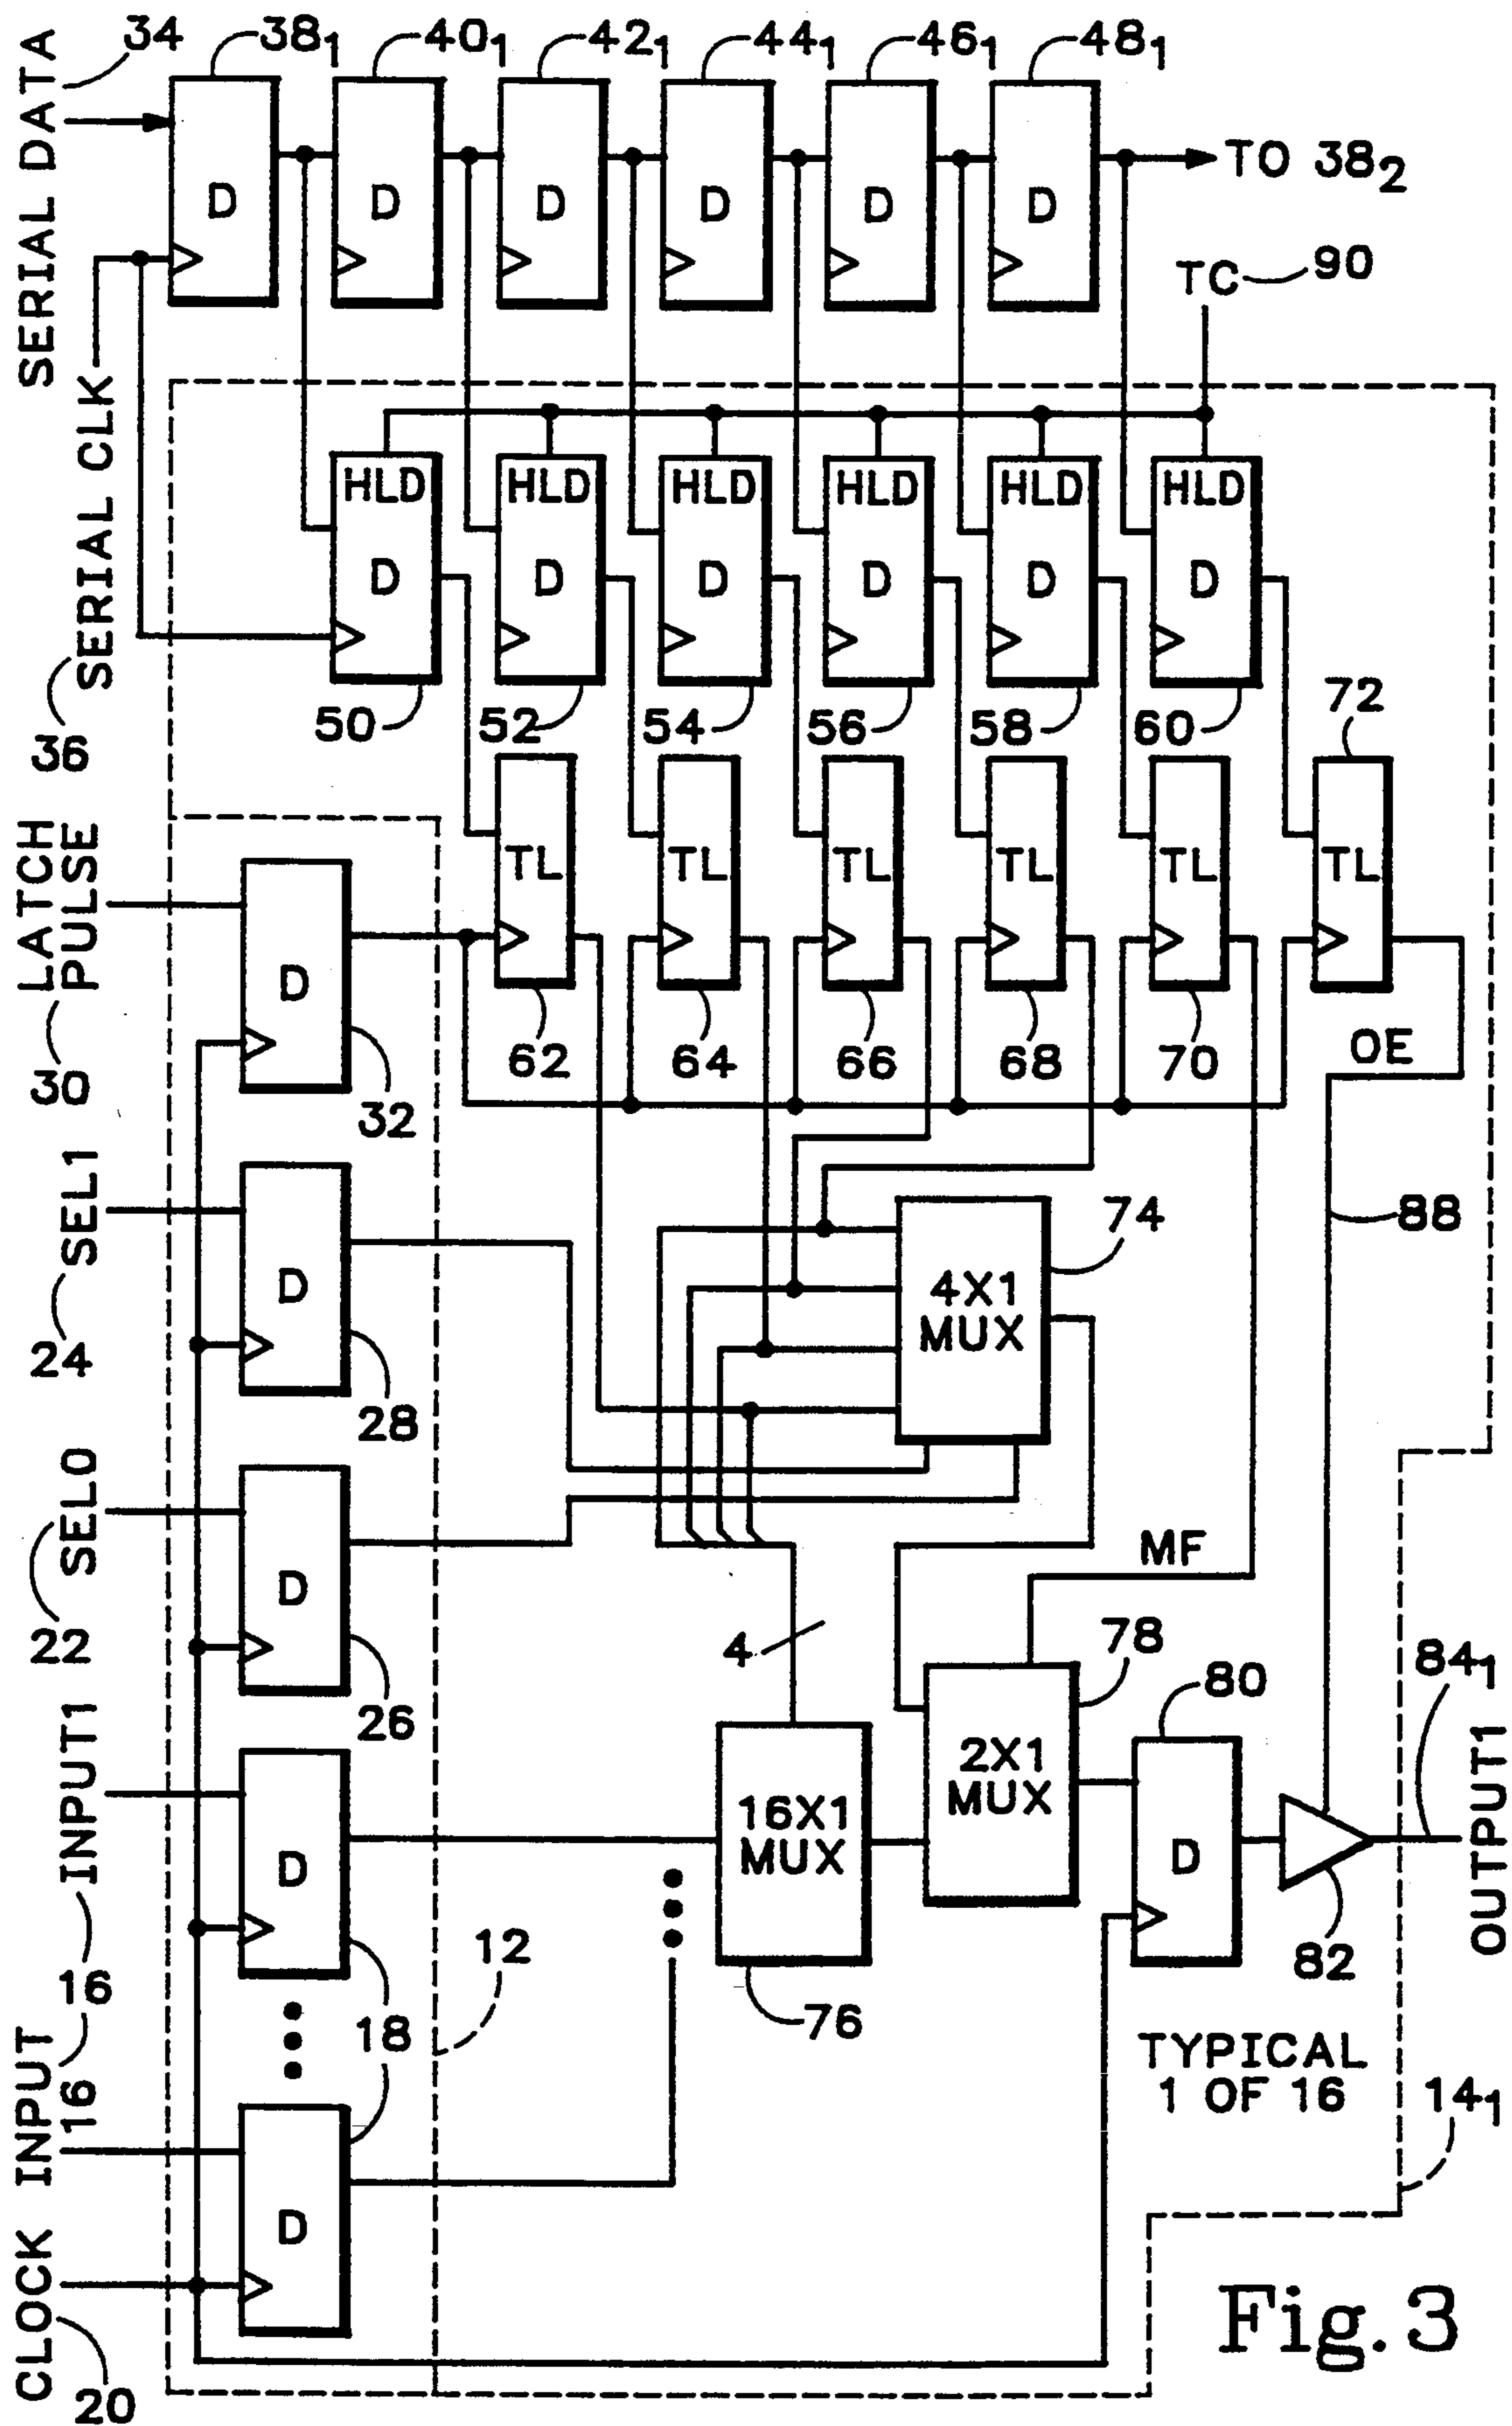 34
38₁
40₁
42₁
44₁
46₁
48₁
SERIAL DATA
D
D
D
D
D
D
TO 38₂
TC
90
SERIAL CLK
36
HLD
HLD
HLD
HLD
HLD
HLD
D
D
D
D
D
D
50
52
54
56
58
60
72
LATCH
PULSE
30
D
32
TL
TL
TL
TL
TL
TL
62
64
66
68
70
OE
88
SEL1
24
D
28
4X1
MUX
74
SEL0
22
D
26
4
MF
78
80
84₁
INPUT1
16
D
18
16X1
MUX
76
2X1
MUX
D
82
OUTPUT1
12
INPUT
16
16
D
CLOCK
20
TYPICAL
1 OF 16
14₁
Fig. 3